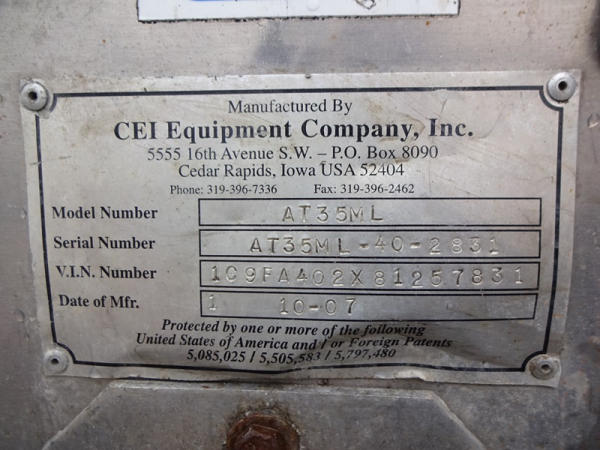 Manufactured By
CEI Equipment Company, Inc.
5555 16th Avenue S.W. – P.O. Box 8090
Cedar Rapids, Iowa USA 52404
Phone: 319-396-7336 Fax: 319-396-2462
Model Number AT35ML
Serial Number AT35ML-40-2831
V.I.N. Number 1C9FA402X81257831
Date of Mfr. 1 10-07
Protected by one or more of the following
United States of America and / or Foreign Patents
5,085,025 / 5,505,583 / 5,797,480